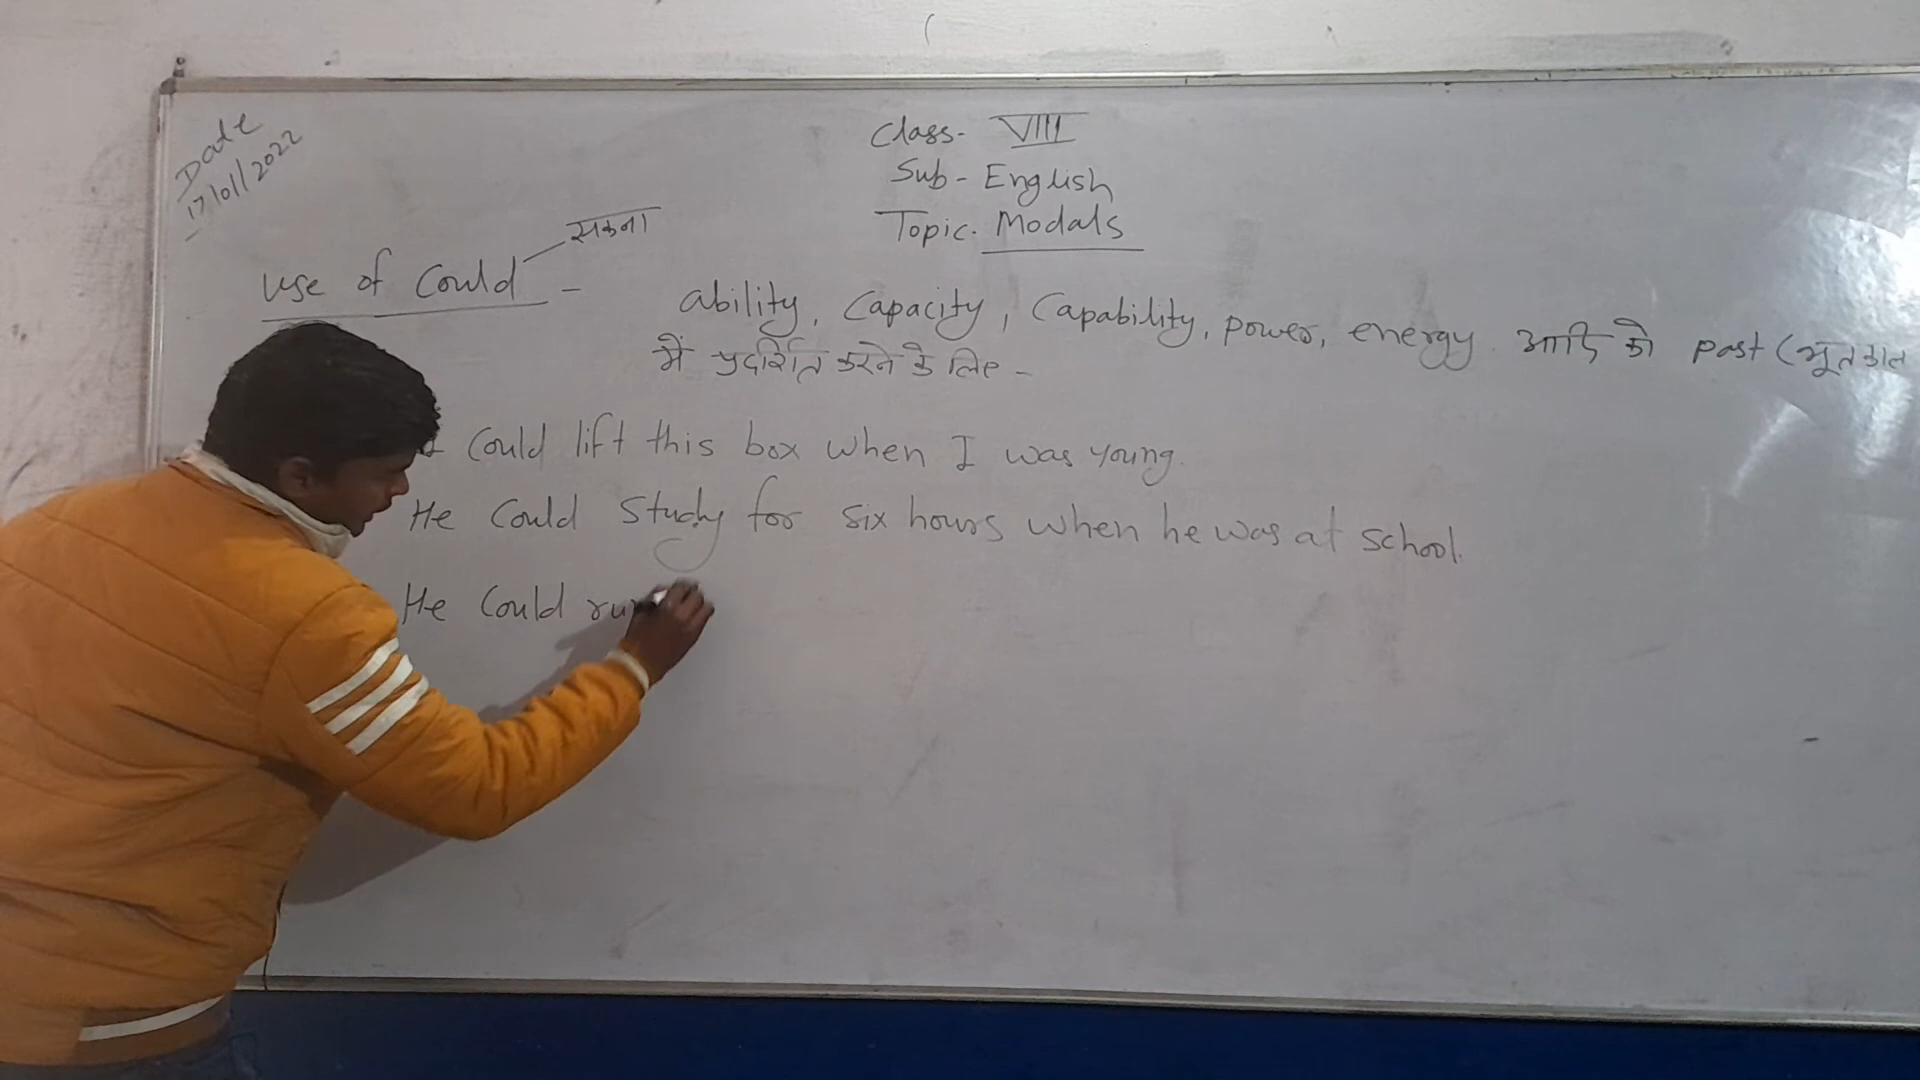 Date
17/01/2022
Class- VIII
Sub- English
Topic. Modals
सकना
Use of Could -
ability, Capacity, Capability, power, energy. आदि को past (भूतकाल
में प्रदर्शित करने के लिए -
I Could lift this box when I was young.
He Could Study for six hours when he was at school.
He Could run